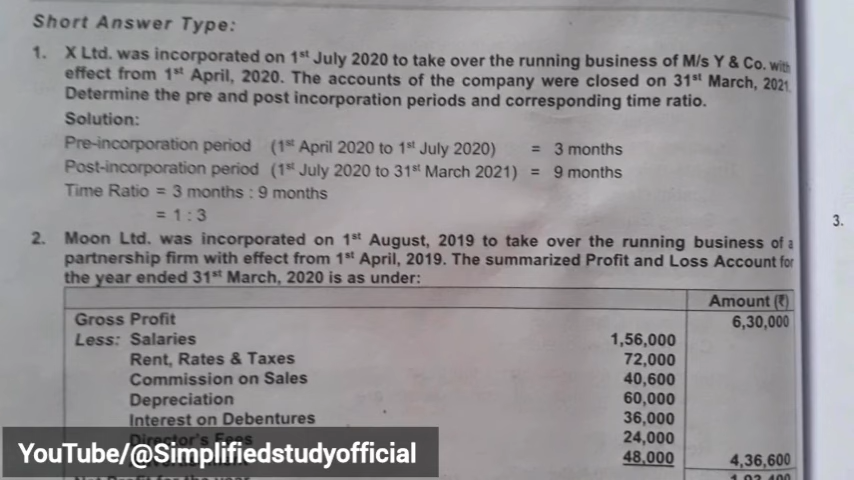 Short Answer Type:
1. X Ltd. was incorporated on 1st July 2020 to take over the running business of M/s Y & Co. with
effect from 1st April, 2020. The accounts of the company were closed on 31st March, 2021.
Determine the pre and post incorporation periods and corresponding time ratio.
Solution:
Pre-incorporation period (1st April 2020 to 1st July 2020) = 3 months
Post-incorporation period (1st July 2020 to 31st March 2021) = 9 months
Time Ratio = 3 months : 9 months
= 1 : 3
2. Moon Ltd. was incorporated on 1st August, 2019 to take over the running business of a
partnership firm with effect from 1st April, 2019. The summarized Profit and Loss Account for
the year ended 31st March, 2020 is as under:
Amount (₹)
Gross Profit 6,30,000
Less: Salaries 1,56,000
Rent, Rates & Taxes 72,000
Commission on Sales 40,600
Depreciation 60,000
Interest on Debentures 36,000
Director's Fees 24,000
48,000 4,36,600
YouTube/@Simplifiedstudyofficial
3.